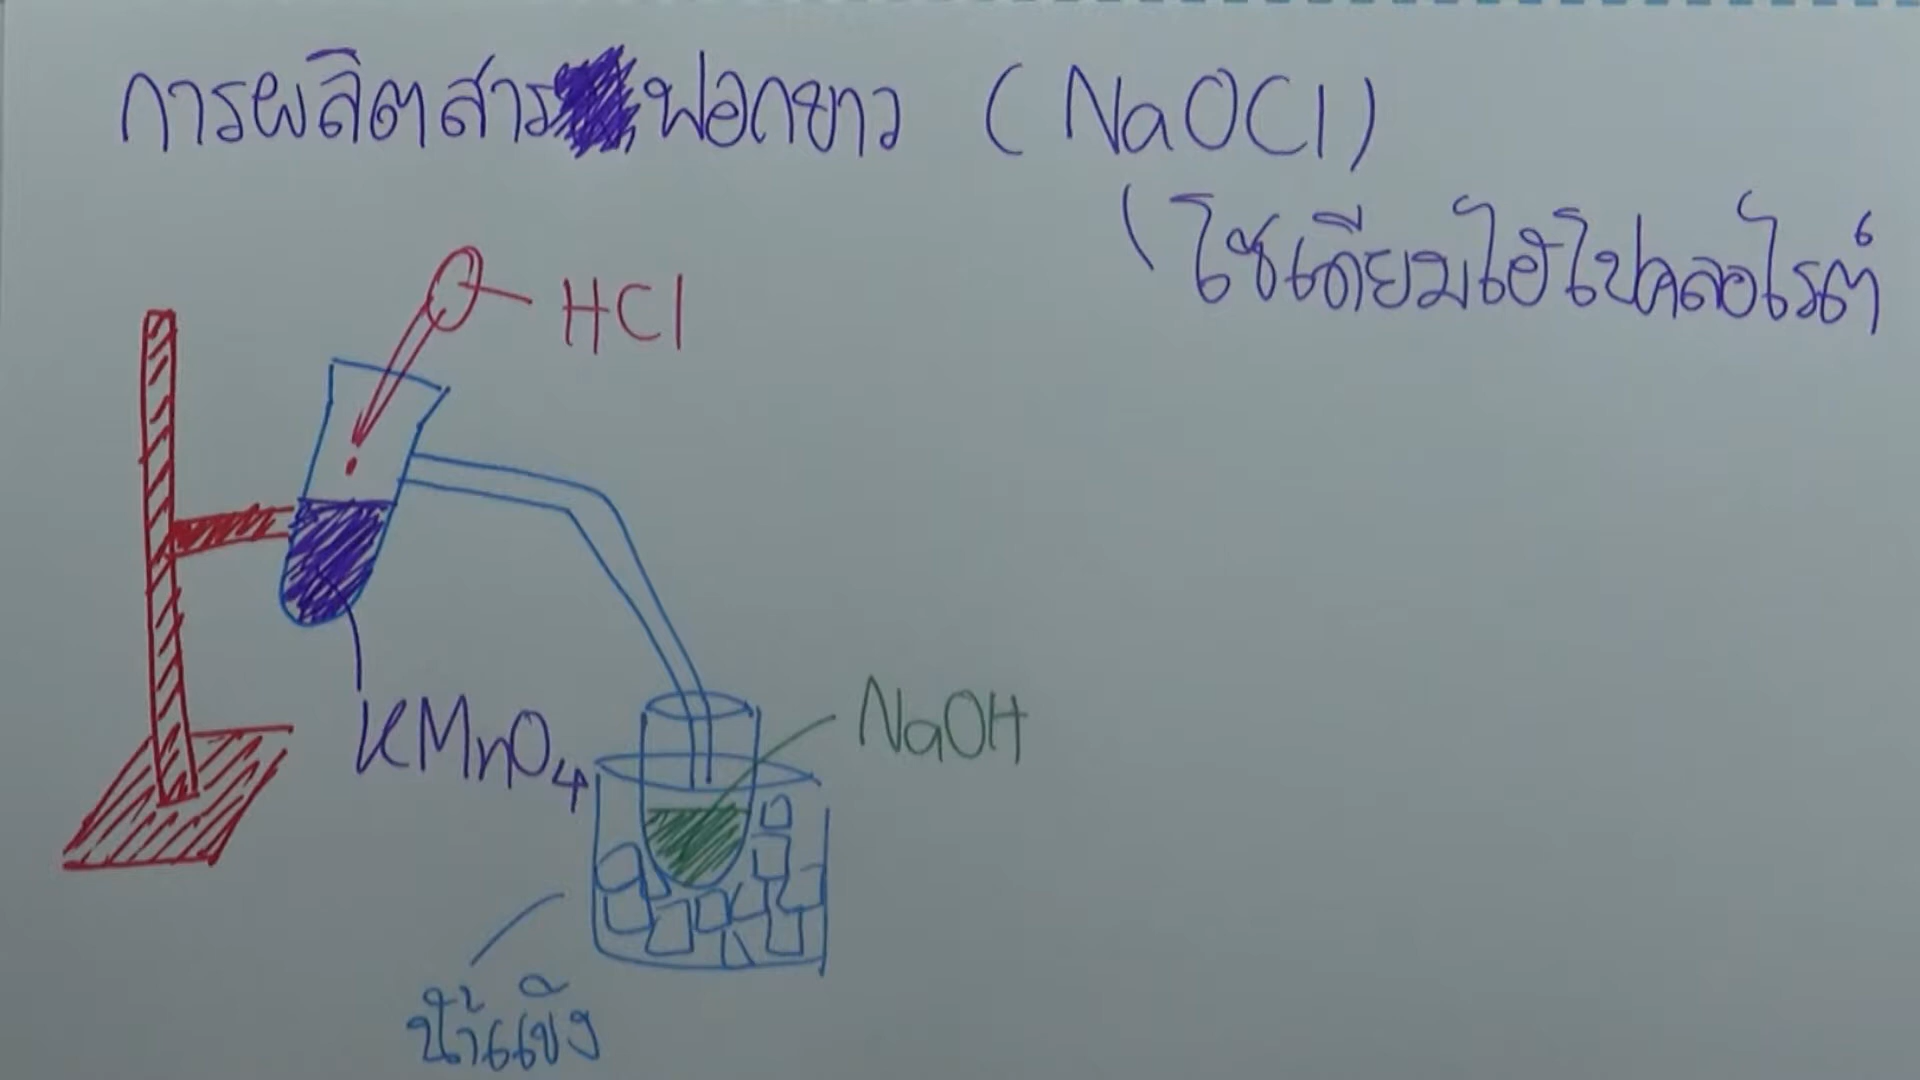 การผลิตสารฟอกขาว (NaOCl)
(โซเดียมไฮโปคลอไรต์
HCl
KMnO₄
NaOH
น้ำแข็ง